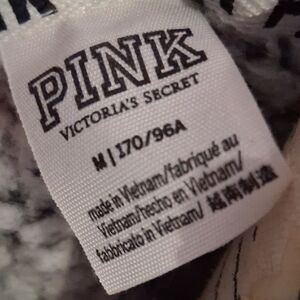 PINK
VICTORIA'S SECRET
M | 170/96A
made in Vietnam/fabriqué au
Vietnam/hecho en Vietnam/
fabbricato in Vietnam/ 越南制造